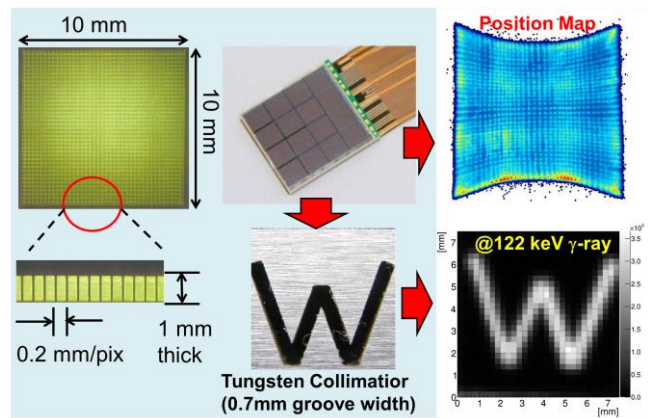 10 mm
10 mm
Position Map
0.2 mm/pix
1 mm
thick
Tungsten Collimatior
(0.7mm groove width)
@122 keV γ-ray
[mm]
7
6
5
4
3
2
1
0
0 1 2 3 4 5 6 7
[mm]
3.5
3.0
2.5
2.0
1.5
1.0
0.5
0